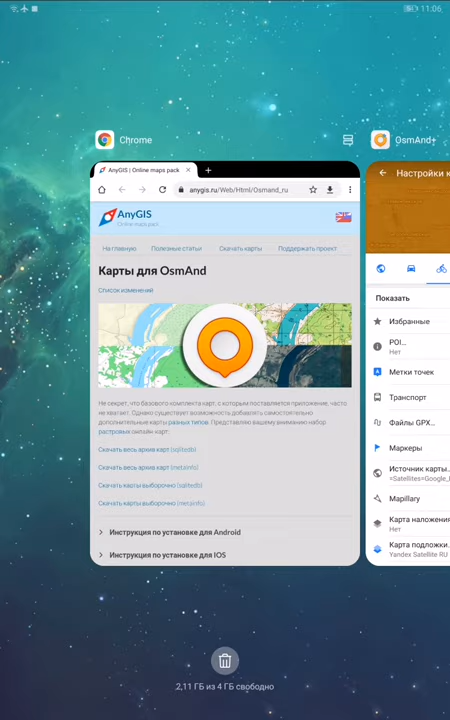 11:06
Chrome
OsmAnd+
AnyGIS | Online maps pack
anygis.ru/Web/Html/Osmand_ru
AnyGIS
Online maps pack
На главную Полезные статьи Скачать карты Поддержать проект
Карты для OsmAnd
Список изменений
Не секрет, что базового комплекта карт, с которым поставляется приложение, часто
не хватает. Однако существует возможность добавлять самостоятельно
дополнительные карты разных типов. Представляю вашему вниманию набор
растровых онлайн карт:
Скачать весь архив карт (sqlitedb)
Скачать весь архив карт (metainfo)
Скачать карты выборочно (sqlitedb)
Скачать карты выборочно (metainfo)
Инструкция по установке для Android
Инструкция по установке для IOS
Настройки к
Показать
Избранные
POI...
Нет
Метки точек
Транспорт
Файлы GPX...
Маркеры
Источник карты...
=Satellites=Google_
Mapillary
Карта наложения
Нет
Карта подложки...
Yandex Satellite RU
2,11 ГБ из 4 ГБ свободно